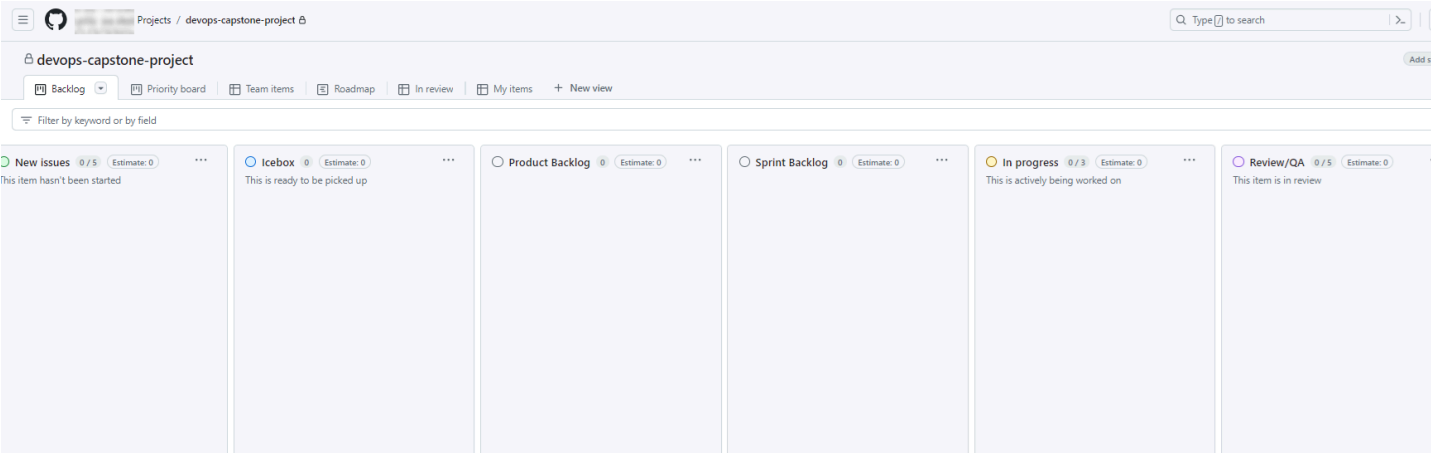 Projects / devops-capstone-project
Type / to search
devops-capstone-project
Backlog Priority board Team items Roadmap In review My items + New view
Filter by keyword or by field
New issues 0 / 5 Estimate: 0
This item hasn't been started
Icebox 0 Estimate: 0
This is ready to be picked up
Product Backlog 0 Estimate: 0
Sprint Backlog 0 Estimate: 0
In progress 0 / 3 Estimate: 0
This is actively being worked on
Review/QA 0 / 5 Estimate: 0
This item is in review